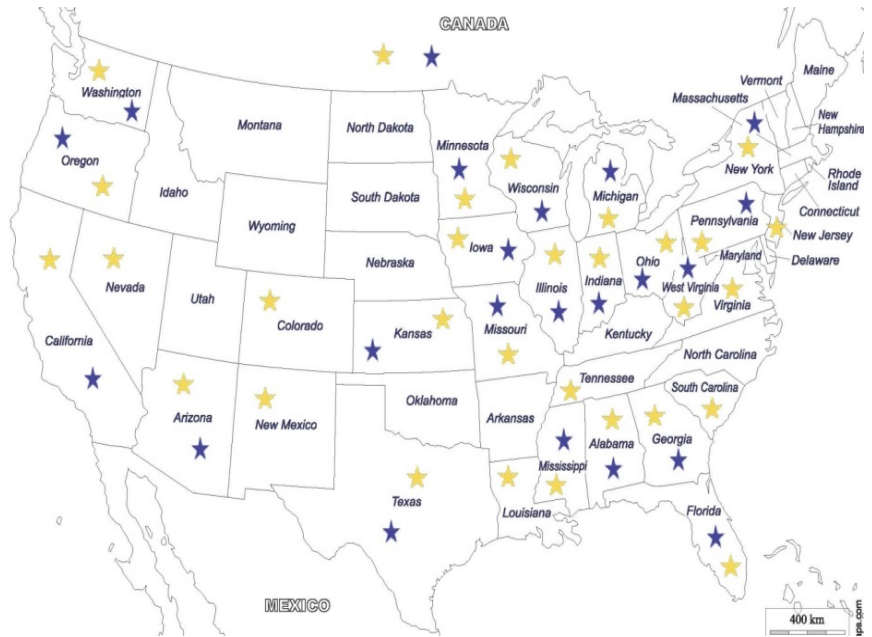 CANADA
Washington
Montana
North Dakota
Minnesota
Oregon
Idaho
Wyoming
South Dakota
Wisconsin
Michigan
Massachusetts
Vermont
Maine
New
Hampshire
New York
Rhode
Island
Connecticut
Pennsylvania
New Jersey
Maryland
Delaware
Nevada
Utah
Nebraska
Iowa
Illinois
Indiana
Ohio
West Virginia
Virginia
California
Colorado
Kansas
Missouri
Kentucky
North Carolina
Arizona
New Mexico
Oklahoma
Arkansas
Tennessee
South Carolina
Texas
Louisiana
Mississippi
Alabama
Georgia
Florida
MEXICO
400 km
aps.com